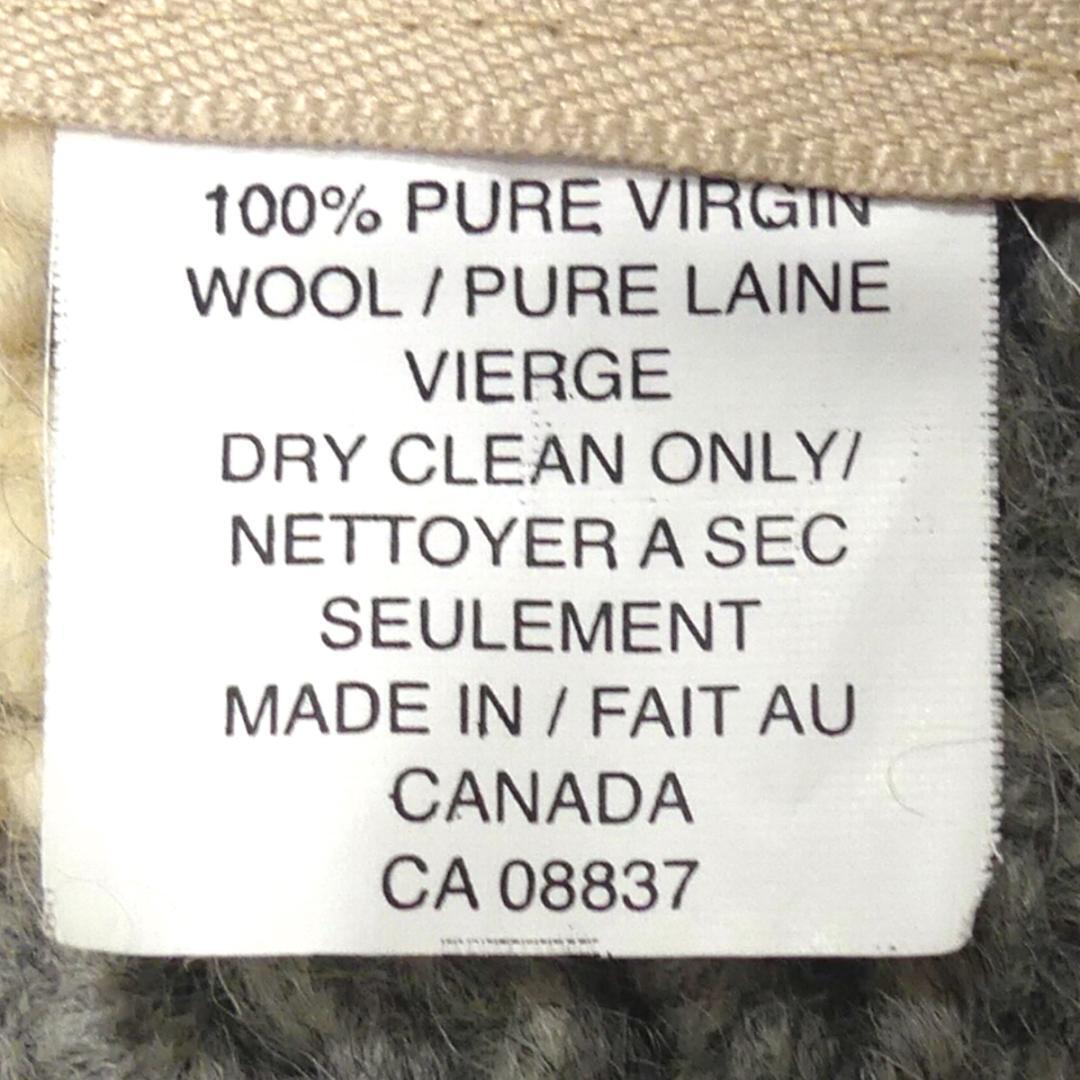 100% PURE VIRGIN
WOOL / PURE LAINE
VIERGE
DRY CLEAN ONLY/
NETTOYER A SEC
SEULEMENT
MADE IN / FAIT AU
CANADA
CA 08837